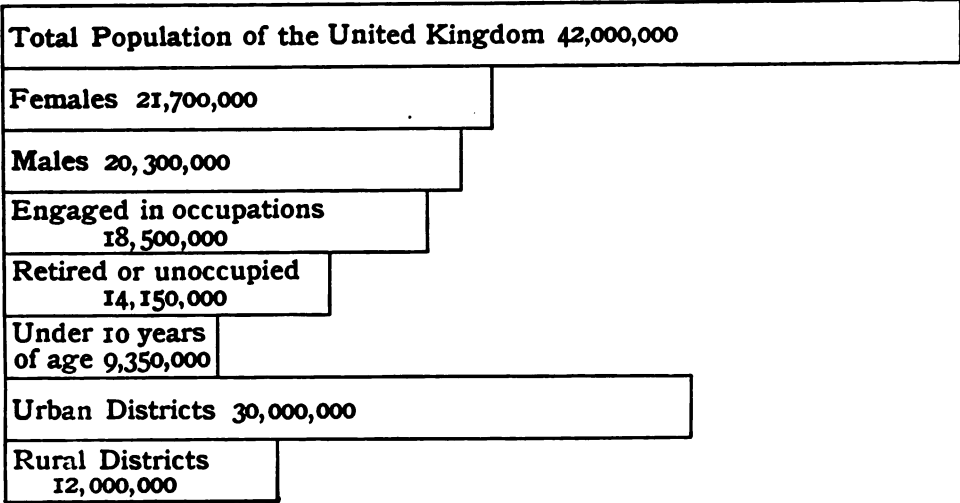 Total Population of the United Kingdom 42,000,000
Females 21,700,000
Males 20,300,000
Engaged in occupations
18,500,000
Retired or unoccupied
14,150,000
Under 10 years
of age 9,350,000
Urban Districts 30,000,000
Rural Districts
12,000,000